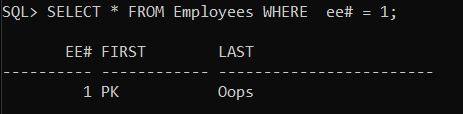 SQL> SELECT * FROM Employees WHERE  ee# = 1;
       EE# FIRST        LAST
---------- ------------ ------------------------
         1 PK           Oops